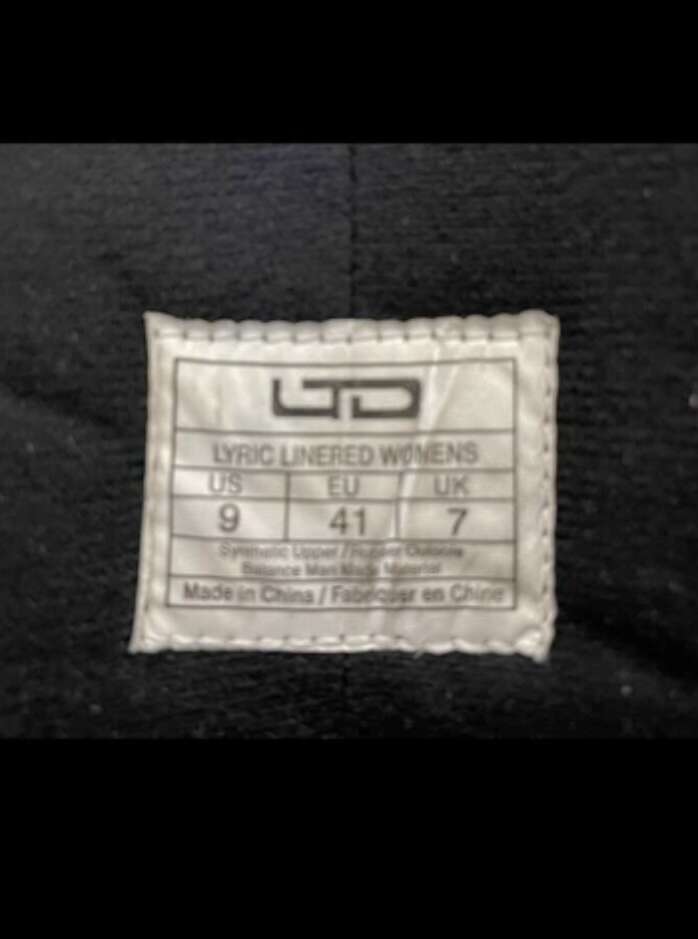 LTD
LYRIC LINERED WOMENS
US EU UK
9 41 7
Synthetic Upper / Rubber Outsole
Balance Man Made Material
Made in China / Fabriquer en Chine